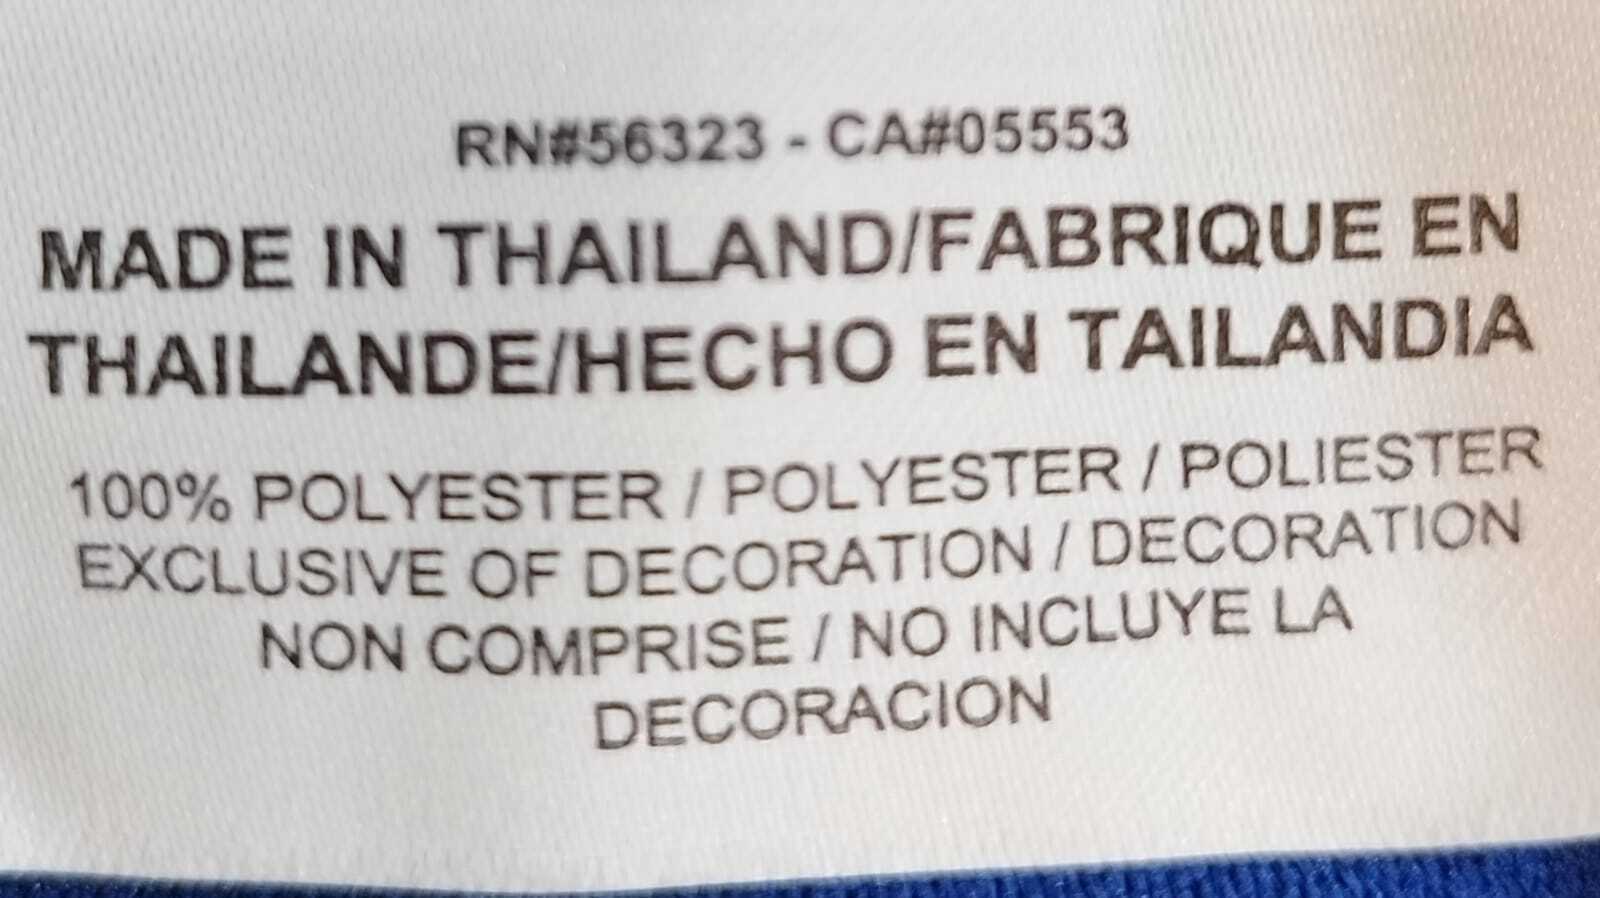 RN#56323 - CA#05553
MADE IN THAILAND/FABRIQUE EN
THAILANDE/HECHO EN TAILANDIA
100% POLYESTER / POLYESTER / POLIESTER
EXCLUSIVE OF DECORATION / DECORATION
NON COMPRISE / NO INCLUYE LA
DECORACION